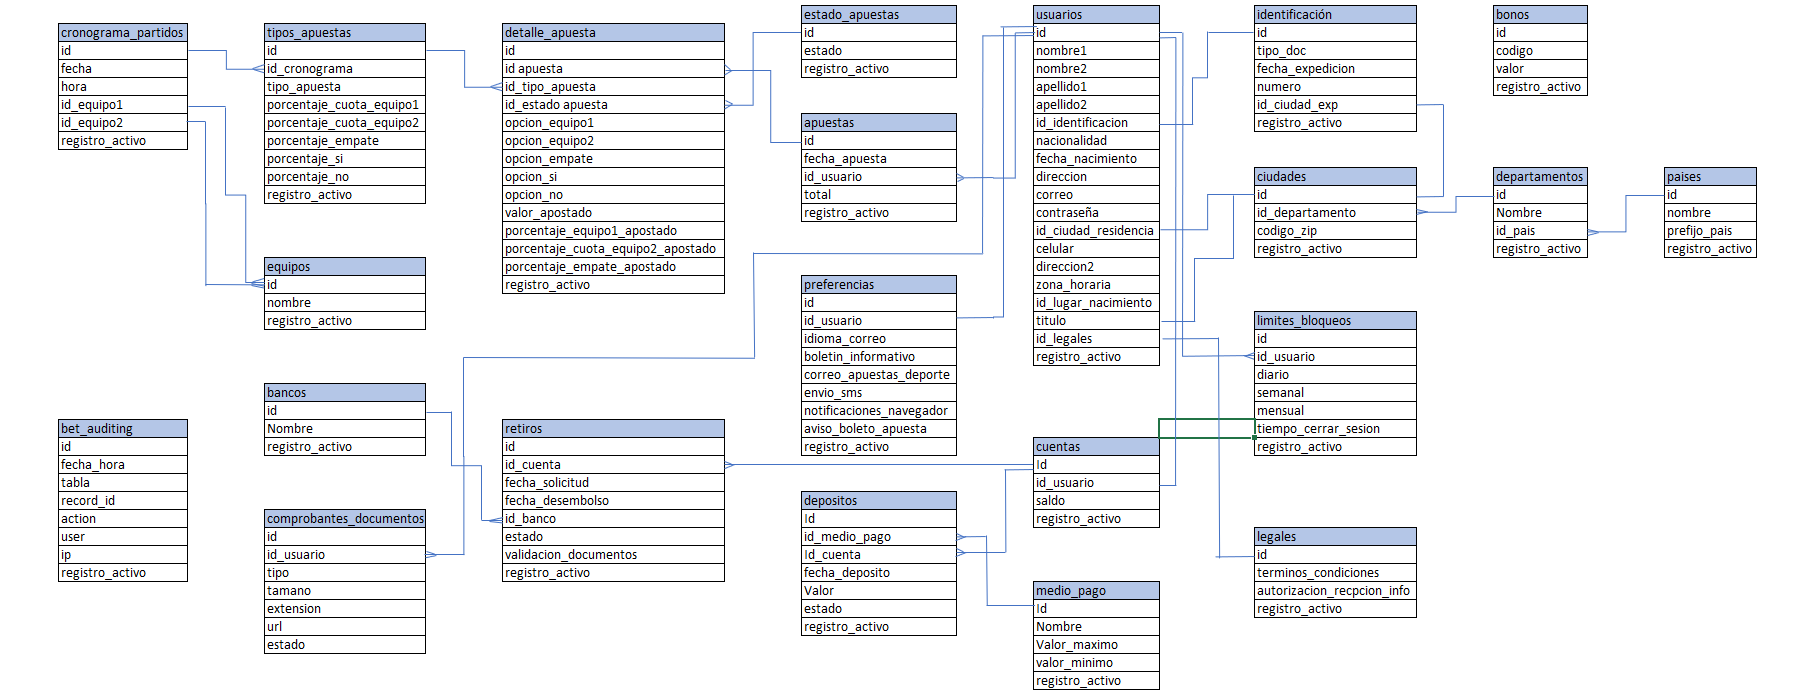 cronograma_partidos
id
fecha
hora
id_equipo1
id_equipo2
registro_activo
tipos_apuestas
id
id_cronograma
tipo_apuesta
porcentaje_cuota_equipo1
porcentaje_cuota_equipo2
porcentaje_empate
porcentaje_si
porcentaje_no
registro_activo
detalle_apuesta
id
id apuesta
id_tipo_apuesta
id_estado apuesta
opcion_equipo1
opcion_equipo2
opcion_empate
opcion_si
opcion_no
valor_apostado
porcentaje_equipo1_apostado
porcentaje_cuota_equipo2_apostado
porcentaje_empate_apostado
registro_activo
estado_apuestas
id
estado
registro_activo
apuestas
id
fecha_apuesta
id_usuario
total
registro_activo
usuarios
id
nombre1
nombre2
apellido1
apellido2
id_identificacion
nacionalidad
fecha_nacimiento
direccion
correo
contraseña
id_ciudad_residencia
celular
direccion2
zona_horaria
id_lugar_nacimiento
titulo
id_legales
registro_activo
identificación
id
tipo_doc
fecha_expedicion
numero
id_ciudad_exp
registro_activo
bonos
id
codigo
valor
registro_activo
ciudades
id
id_departamento
codigo_zip
registro_activo
departamentos
id
Nombre
id_pais
registro_activo
paises
id
nombre
prefijo_pais
registro_activo
equipos
id
nombre
registro_activo
preferencias
id
id_usuario
idioma_correo
boletin_informativo
correo_apuestas_deporte
envio_sms
notificaciones_navegador
aviso_boleto_apuesta
registro_activo
limites_bloqueos
id
id_usuario
diario
semanal
mensual
tiempo_cerrar_sesion
registro_activo
bancos
id
Nombre
registro_activo
bet_auditing
id
fecha_hora
tabla
record_id
action
user
ip
registro_activo
retiros
id
id_cuenta
fecha_solicitud
fecha_desembolso
id_banco
estado
validacion_documentos
registro_activo
cuentas
Id
id_usuario
saldo
registro_activo
comprobantes_documentos
id
id_usuario
tipo
tamano
extension
url
estado
depositos
Id
id_medio_pago
Id_cuenta
fecha_deposito
Valor
estado
registro_activo
legales
id
terminos_condiciones
autorizacion_recpcion_info
registro_activo
medio_pago
Id
Nombre
Valor_maximo
valor_minimo
registro_activo